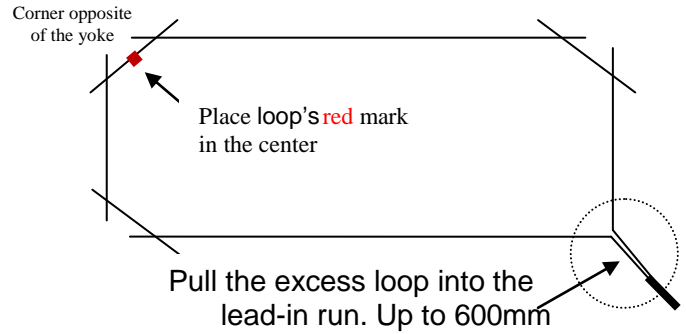 Corner opposite
of the yoke
Place loop's red mark
in the center
Pull the excess loop into the
lead-in run. Up to 600mm